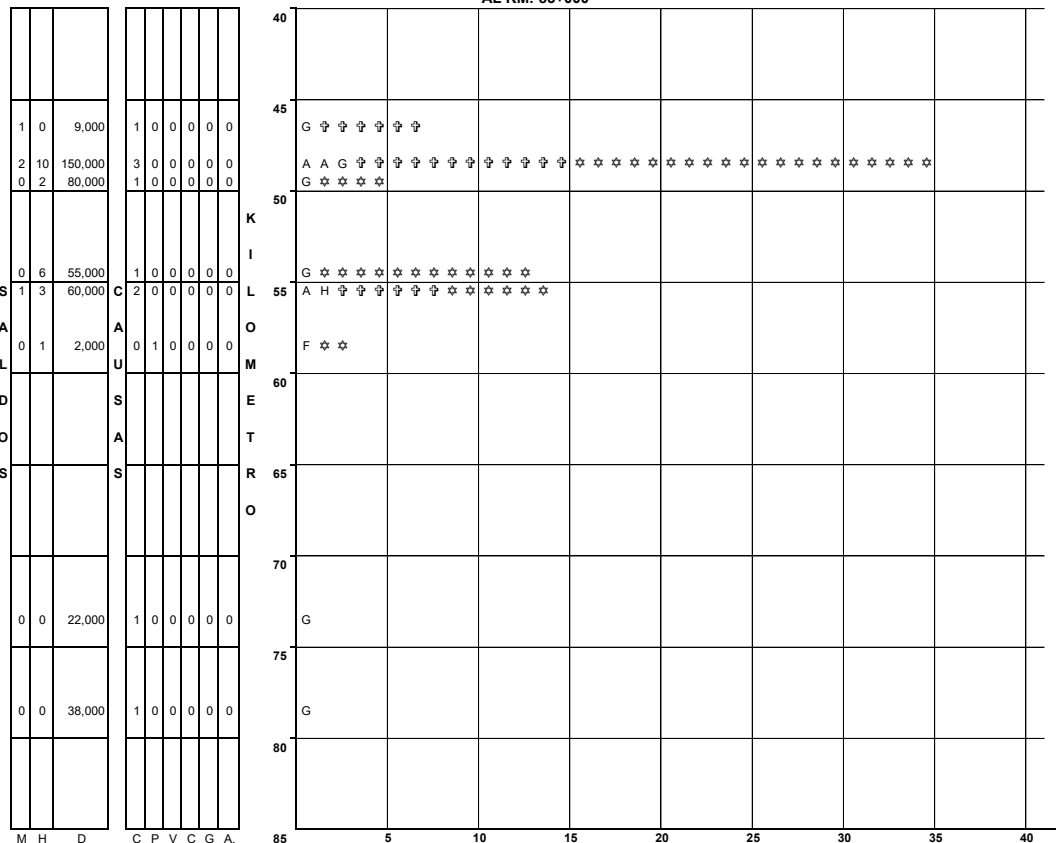 AL KM. 85+000
40
45
1 0 9,000 1 0 0 0 0 0 G ✞ ✞ ✞ ✞ ✞ ✞
2 10 150,000 3 0 0 0 0 0 A A G ✞ ✞ ✞ ✞ ✞ ✞ ✞ ✞ ✞ ✞ ✞ ✞ ✡ ✡ ✡ ✡ ✡ ✡ ✡ ✡ ✡ ✡ ✡ ✡ ✡ ✡ ✡ ✡ ✡ ✡ ✡ ✡
0 2 80,000 1 0 0 0 0 0 G ✡ ✡ ✡ ✡
50
0 6 55,000 1 0 0 0 0 0 G ✡ ✡ ✡ ✡ ✡ ✡ ✡ ✡ ✡ ✡ ✡ ✡
1 3 60,000 2 0 0 0 0 0 55 A H ✞ ✞ ✞ ✞ ✞ ✞ ✡ ✡ ✡ ✡ ✡ ✡
0 1 2,000 0 1 0 0 0 0 F ✡ ✡
60
65
70
0 0 22,000 1 0 0 0 0 0 G
75
0 0 38,000 1 0 0 0 0 0 G
80
SALDOS
CAUSAS
KILOMETRO
M H D C P V C G A. 85 5 10 15 20 25 30 35 40